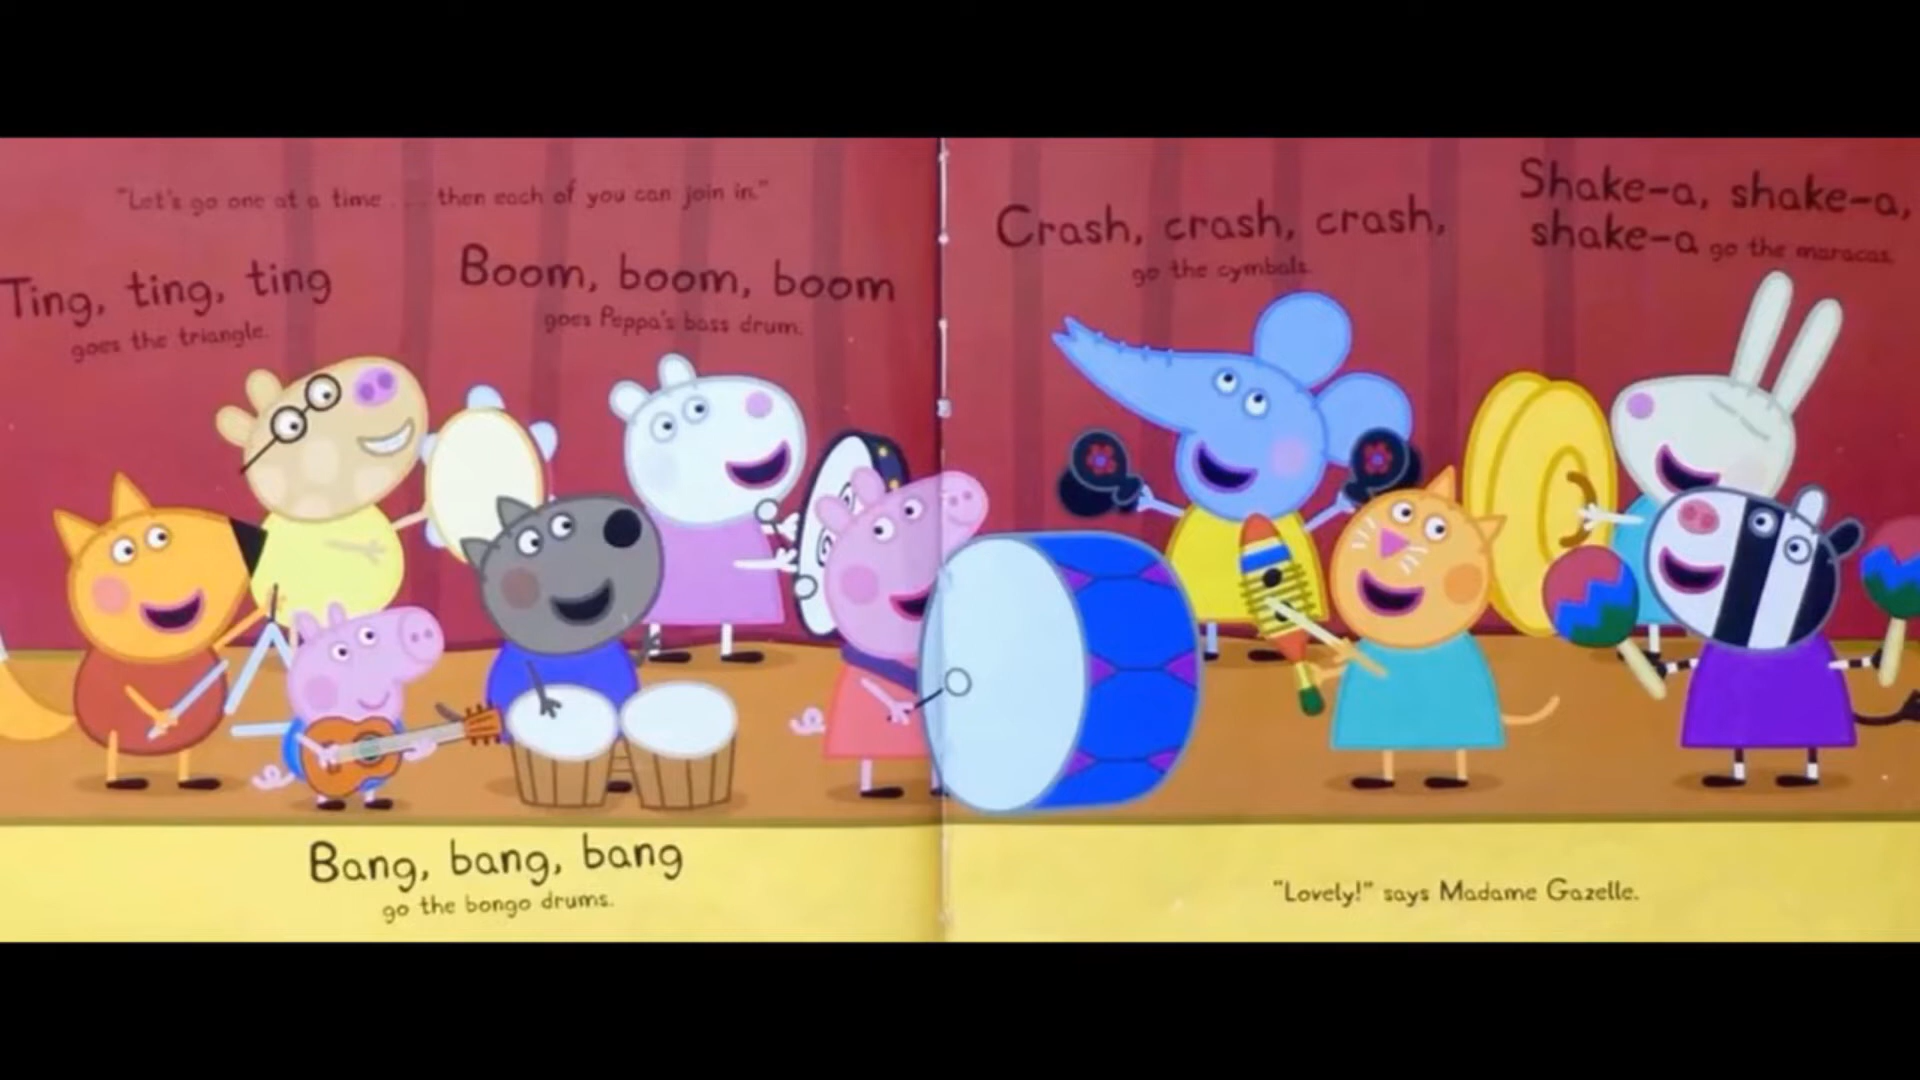 "Let's go one at a time . . . then each of you can join in."
Ting, ting, ting
goes the triangle.
Boom, boom, boom
goes Peppa's bass drum.
Bang, bang, bang
go the bongo drums.
Crash, crash, crash,
go the cymbals.
Shake-a, shake-a,
shake-a go the maracas.
"Lovely!" says Madame Gazelle.